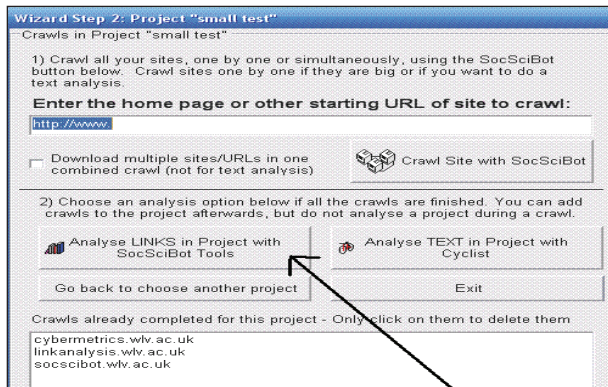 Wizard Step 2: Project "small test"
Crawls in Project "small test"
1) Crawl all your sites, one by one or simultaneously, using the SocSciBot
button below. Crawl sites one by one if they are big or if you want to do a
text analysis.
Enter the home page or other starting URL of site to crawl:
http://www.
Download multiple sites/URLs in one
combined crawl (not for text analysis)
Crawl Site with SocSciBot
2) Choose an analysis option below if all the crawls are finished. You can add
crawls to the project afterwards, but do not analyse a project during a crawl.
Analyse LINKS in Project with
SocSciBot Tools
Analyse TEXT in Project with
Cyclist
Go back to choose another project
Exit
Crawls already completed for this project - Only click on them to delete them
cybermetrics.wlv.ac.uk
linkanalysis.wlv.ac.uk
socscibot.wlv.ac.uk